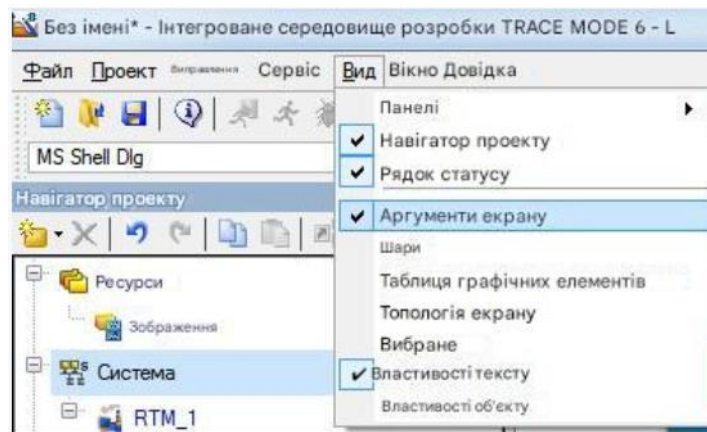 Без імені* - Інтегроване середовище розробки TRACE MODE 6 - L
Файл Проект Виправлення Сервіс Вид Вікно Довідка
MS Shell Dlg
Навігатор проекту
Ресурси
Зображення
Система
RTM_1
Панелі
Навігатор проекту
Рядок статусу
Аргументи екрану
Шари
Таблиця графічних елементів
Топологія екрану
Вибране
Властивості тексту
Властивості об'єкту